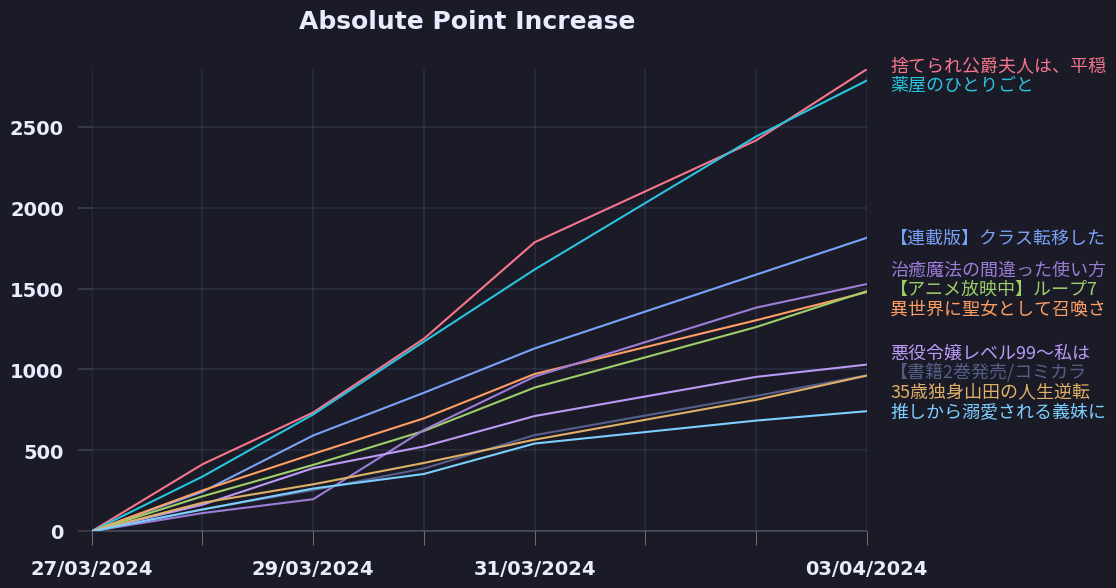 Absolute Point Increase
捨てられ公爵夫人は、平穏
薬屋のひとりごと
2500
2000
【連載版】クラス転移した
治癒魔法の間違った使い方
1500
【アニメ放映中】ループ7
異世界に聖女として召喚さ
悪役令嬢レベル99～私は
1000
【書籍2巻発売/コミカラ
35歳独身山田の人生逆転
推しから溺愛される義妹に
500
0
27/03/2024
29/03/2024
31/03/2024
03/04/2024